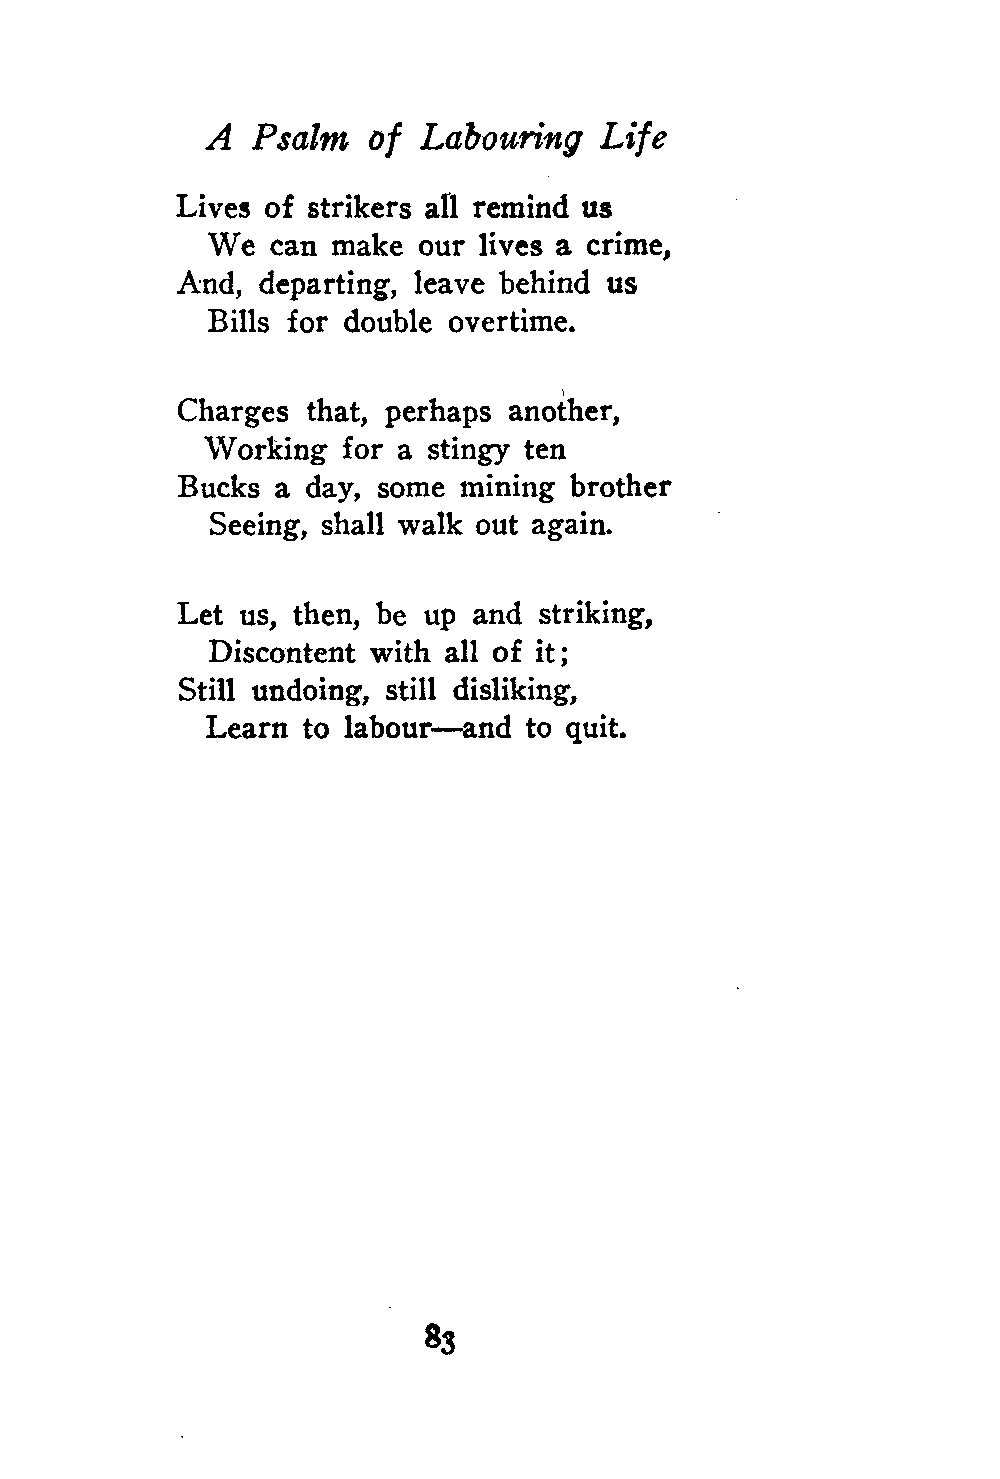 A Psalm of Labouring Life
Lives of strikers all remind us
We can make our lives a crime,
And, departing, leave behind us
Bills for double overtime.
Charges that, perhaps another,
Working for a stingy ten
Bucks a day, some mining brother
Seeing, shall walk out again.
Let us, then, be up and striking,
Discontent with all of it;
Still undoing, still disliking,
Learn to labour—and to quit.
83